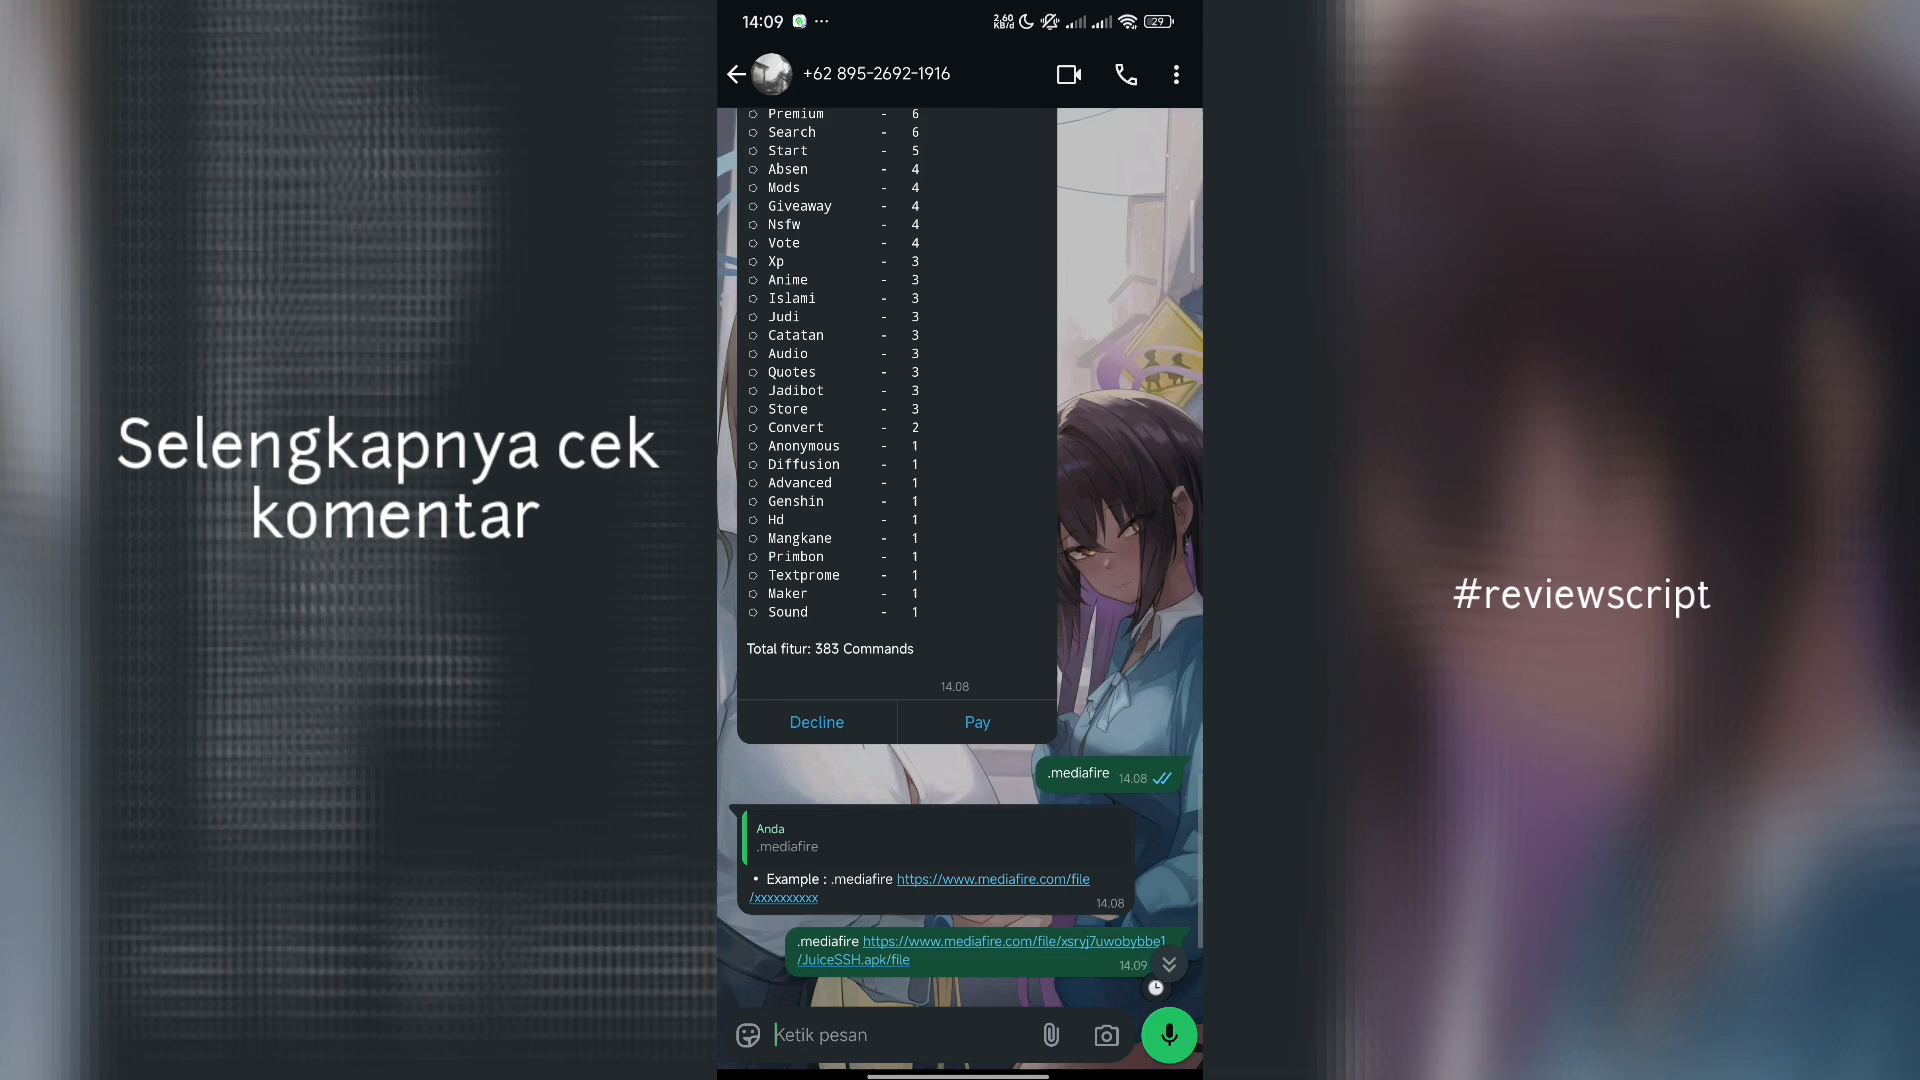 14:09 ...
2,60
KB/d
29
+62 895-2692-1916
Premium - 6
Search - 6
Start - 5
Absen - 4
Mods - 4
Giveaway - 4
Nsfw - 4
Vote - 4
Xp - 3
Anime - 3
Islami - 3
Judi - 3
Catatan - 3
Audio - 3
Quotes - 3
Jadibot - 3
Store - 3
Convert - 2
Anonymous - 1
Diffusion - 1
Advanced - 1
Genshin - 1
Hd - 1
Mangkane - 1
Primbon - 1
Textprome - 1
Maker - 1
Sound - 1
Total fitur: 383 Commands
14.08
Decline Pay
.mediafire 14.08
Anda
.mediafire
• Example : .mediafire https://www.mediafire.com/file
/xxxxxxxxxx
14.08
.mediafire https://www.mediafire.com/file/xsryj7uwobybbe1
/JuiceSSH.apk/file
14.09
Ketik pesan
Selengkapnya cek
komentar
#reviewscript